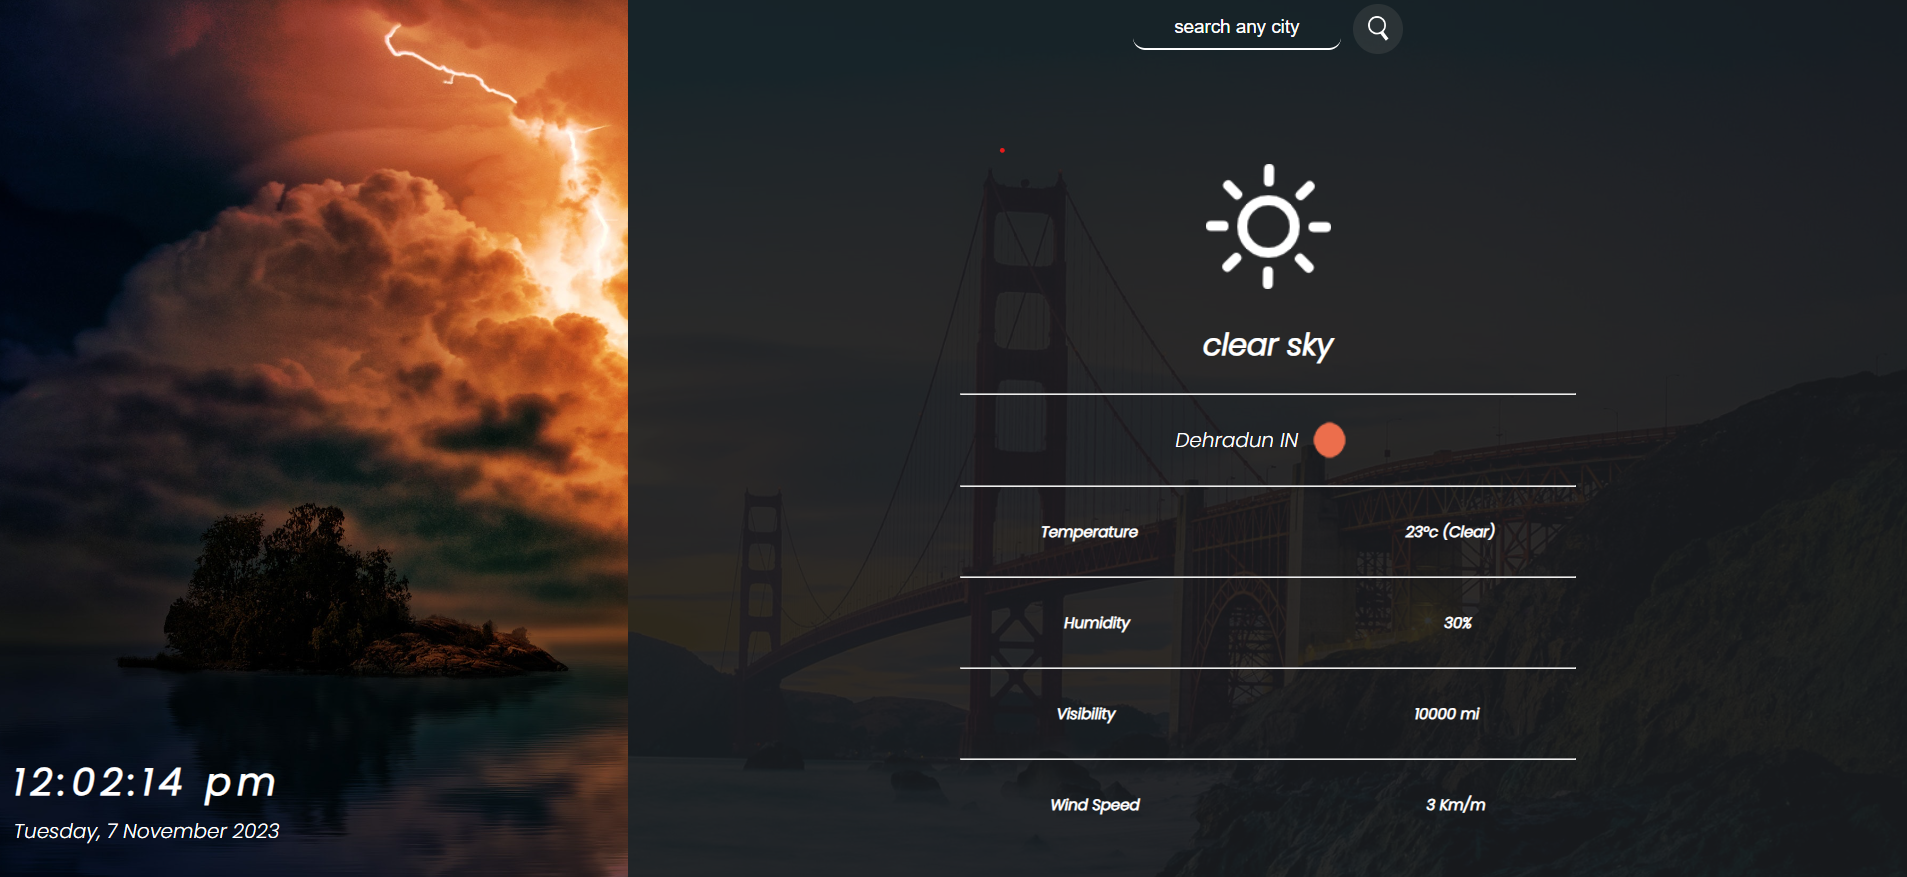 search any city
clear sky
Dehradun IN
Temperature 23°c (Clear)
Humidity 30%
Visibility 10000 mi
Wind Speed 3 Km/m
12:02:14 pm
Tuesday, 7 November 2023